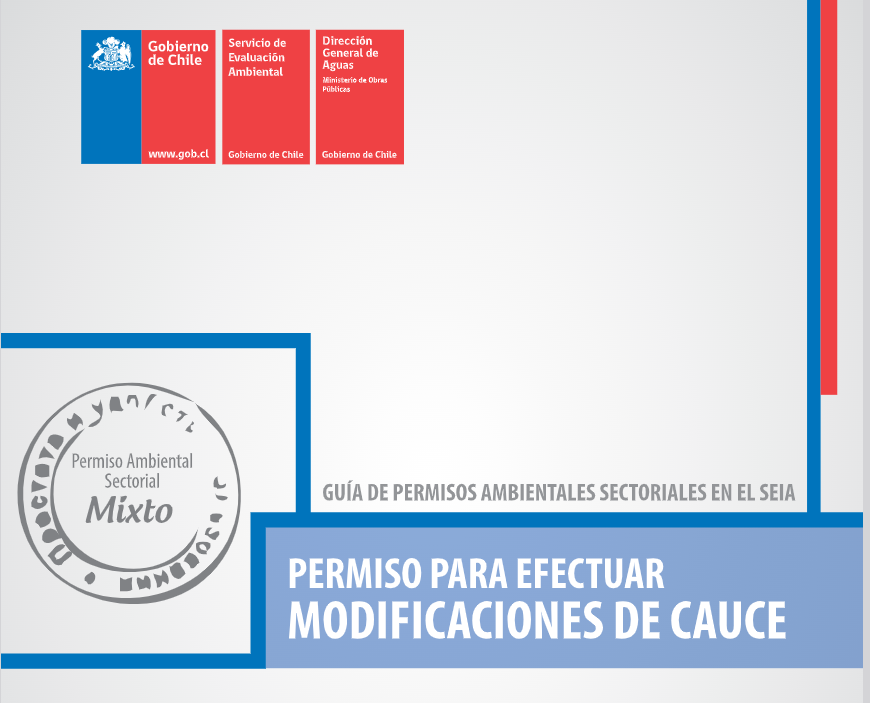 Gobierno
de Chile
www.gob.cl
Servicio de
Evaluación
Ambiental
Gobierno de Chile
Dirección
General de
Aguas
Ministerio de Obras
Públicas
Gobierno de Chile
Permiso Ambiental
Sectorial
Mixto
GUÍA DE PERMISOS AMBIENTALES SECTORIALES EN EL SEIA
PERMISO PARA EFECTUAR
MODIFICACIONES DE CAUCE